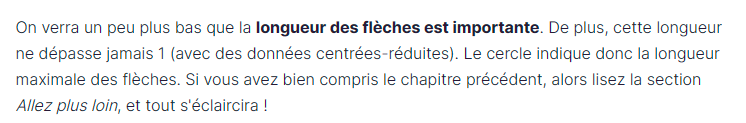 On verra un peu plus bas que la longueur des flèches est importante. De plus, cette longueur
ne dépasse jamais 1 (avec des données centrées-réduites). Le cercle indique donc la longueur
maximale des flèches. Si vous avez bien compris le chapitre précédent, alors lisez la section
Allez plus loin, et tout s'éclaircira !